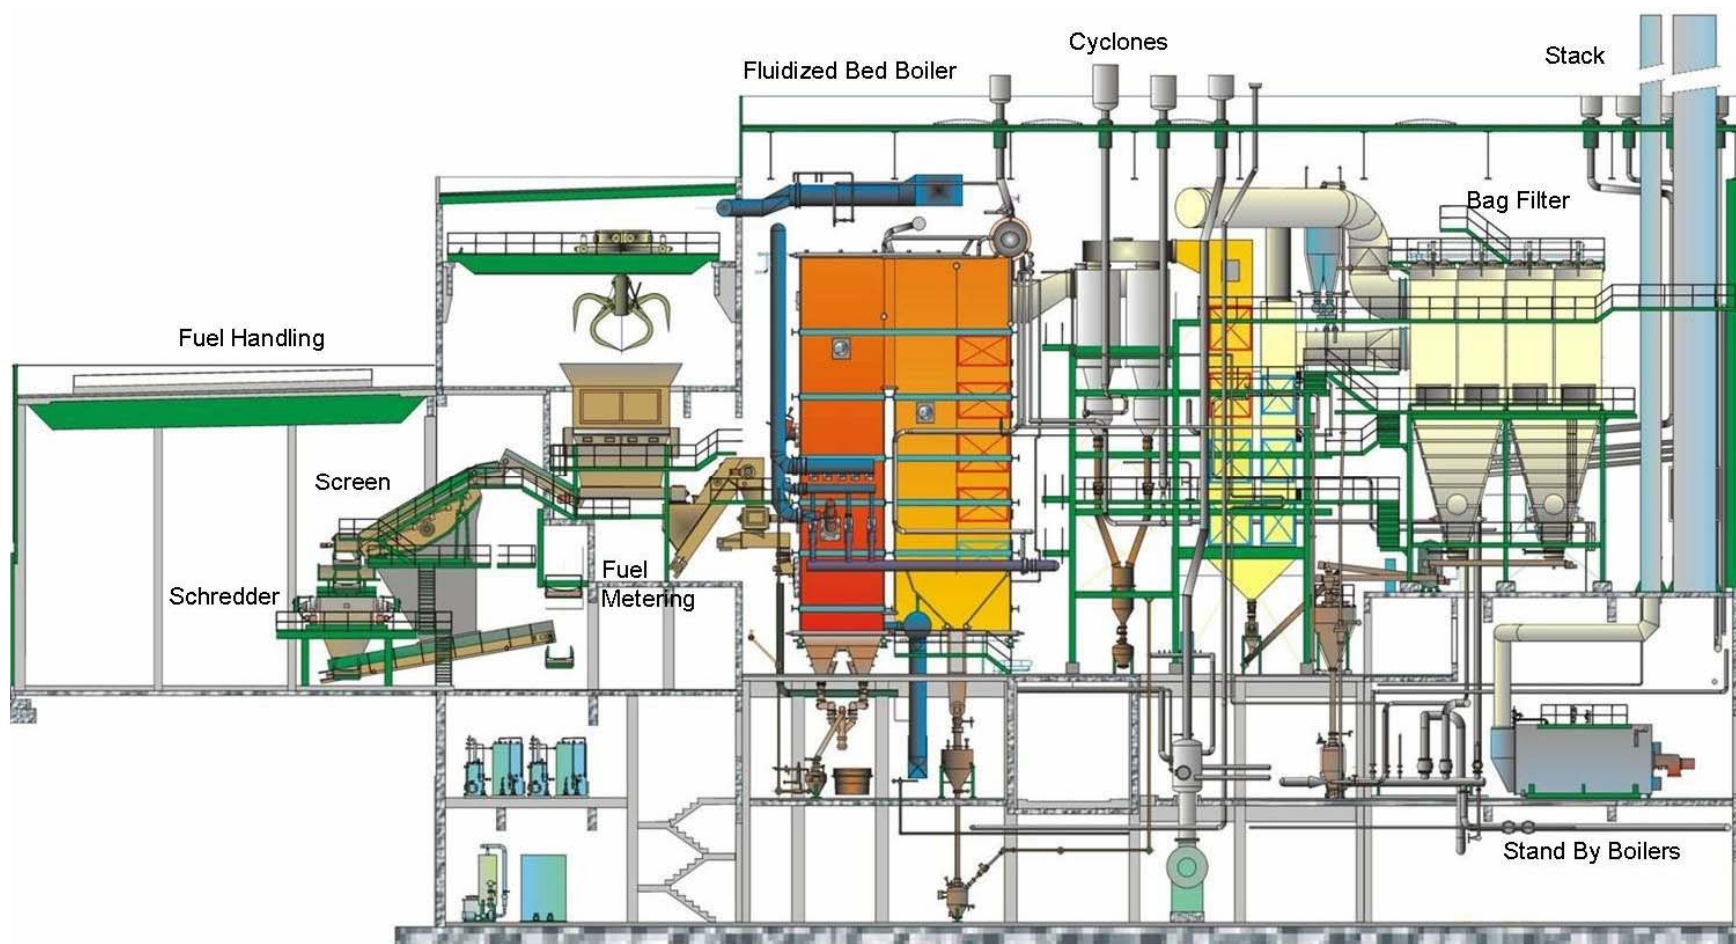 Cyclones
Stack
Fluidized Bed Boiler
Bag Filter
Fuel Handling
Screen
Schredder
Fuel
Metering
Stand By Boilers